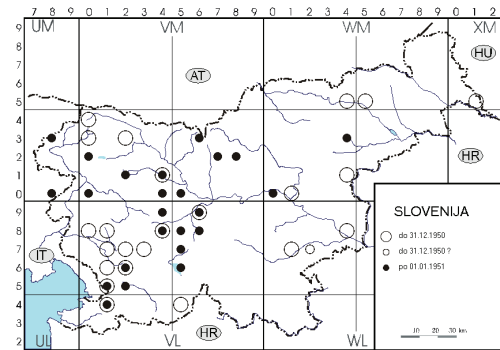 7 8 0 1 2 3 4 5 6 7 8 9 0 1 2 3 4 5 6 7 8 9 0 1 2
9 UM VM WM XM
8 HU
7
6 AT
5
4
3
2 HR
1
0
9 SLOVENIJA
8 do 31.12.1950
7 do 31.12.1950 ?
6 IT po 01.01.1951
5
4
3 HR 10 20 30 km
2 UL VL WL